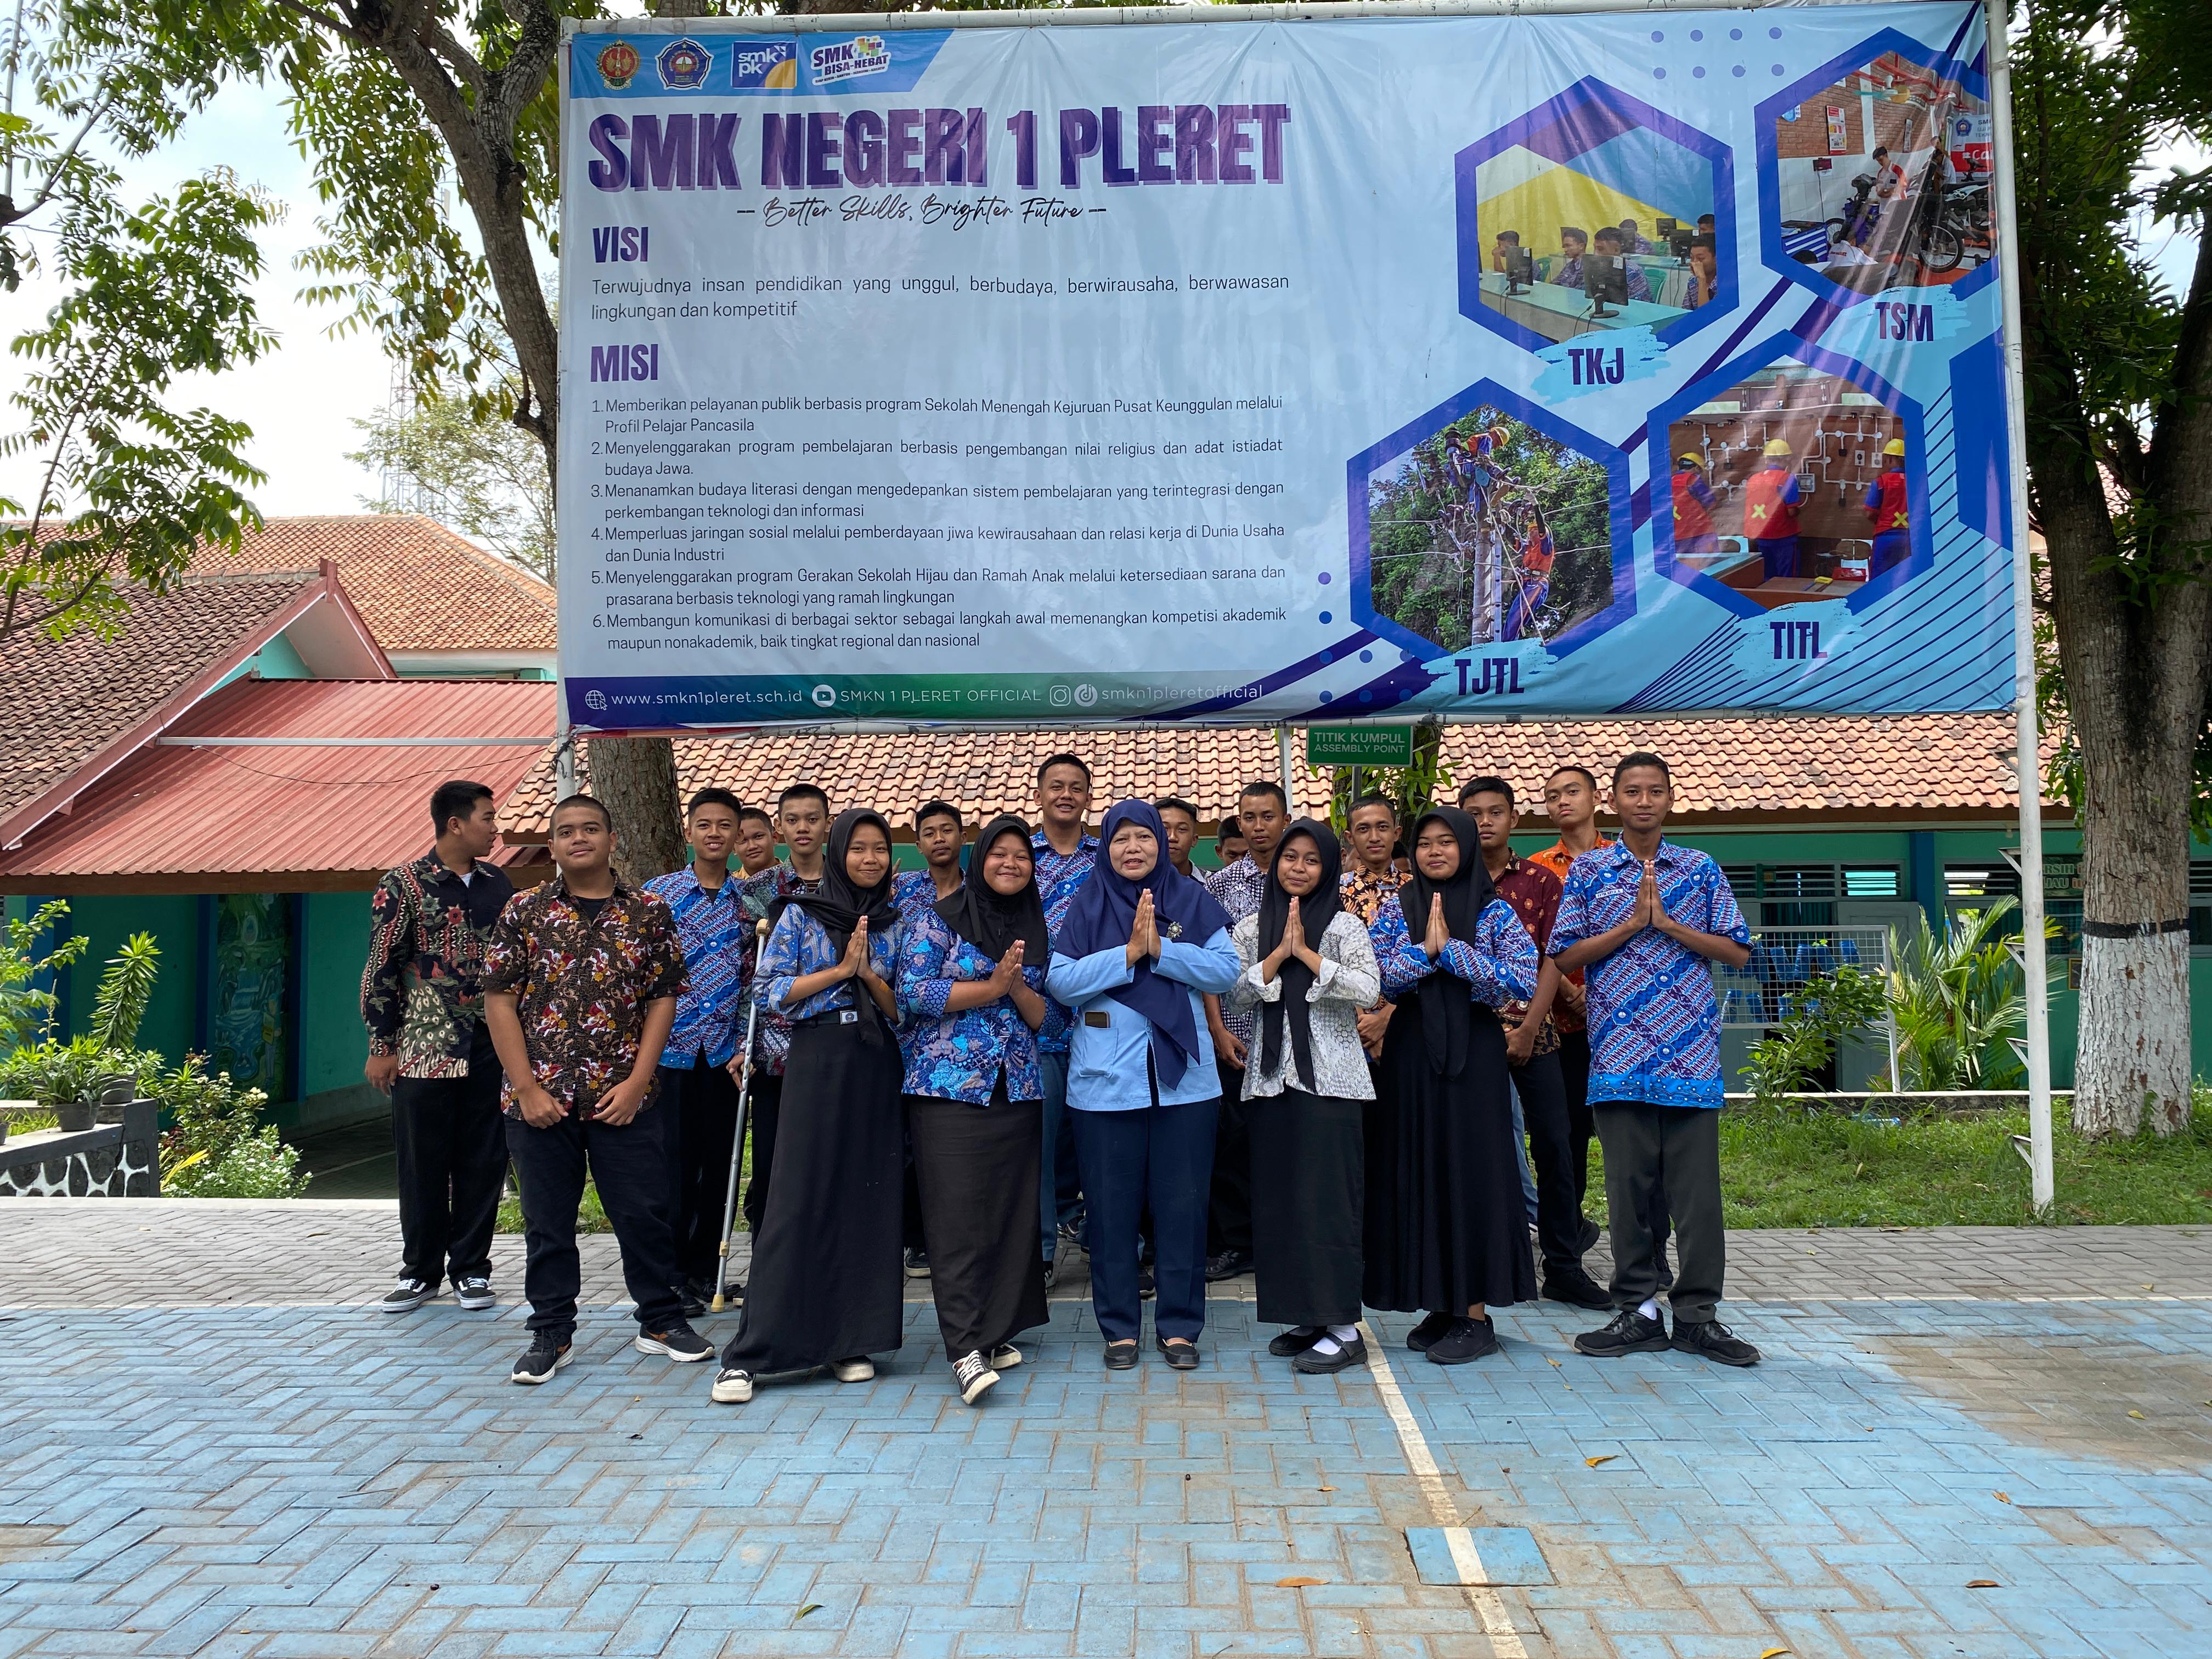 smk
pk
SMK
BISA-HEBAT
SMK NEGERI 1 PLERET
— Better Skills, Brighter Future —
VISI
Terwujudnya insan pendidikan yang unggul, berbudaya, berwirausaha, berwawasan
lingkungan dan kompetitif
MISI
1. Memberikan pelayanan publik berbasis program Sekolah Menengah Kejuruan Pusat Keunggulan melalui
Profil Pelajar Pancasila
2. Menyelenggarakan program pembelajaran berbasis pengembangan nilai religius dan adat istiadat
budaya Jawa.
3. Menanamkan budaya literasi dengan mengedepankan sistem pembelajaran yang terintegrasi dengan
perkembangan teknologi dan informasi
4. Memperluas jaringan sosial melalui pemberdayaan jiwa kewirausahaan dan relasi kerja di Dunia Usaha
dan Dunia Industri
5. Menyelenggarakan program Gerakan Sekolah Hijau dan Ramah Anak melalui ketersediaan sarana dan
prasarana berbasis teknologi yang ramah lingkungan
6. Membangun komunikasi di berbagai sektor sebagai langkah awal memenangkan kompetisi akademik
maupun nonakademik, baik tingkat regional dan nasional
www.smkn1pleret.sch.id SMKN 1 PLERET OFFICIAL smkn1pleretofficial
TKJ
TSM
TJTL
TITL
TITIK KUMPUL
ASSEMBLY POINT